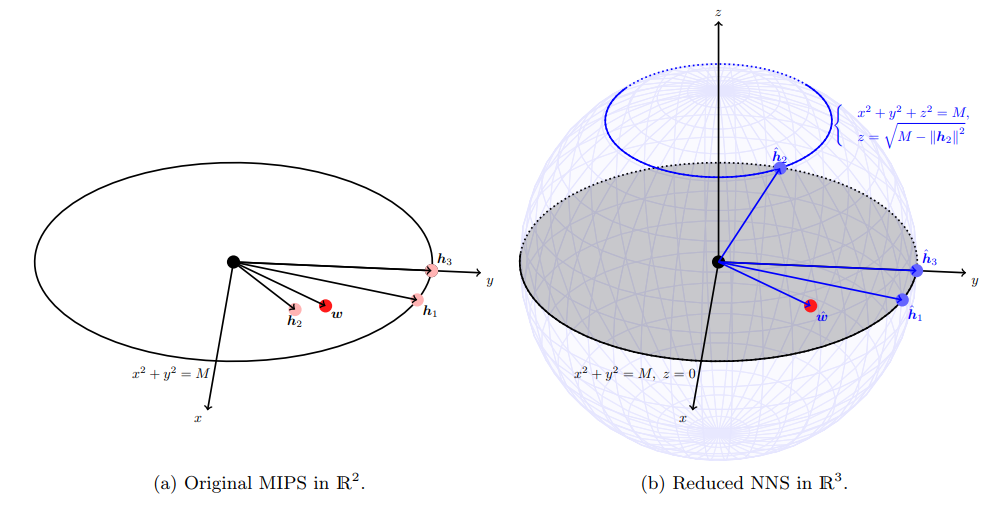 z
x² + y² + z² = M,
z = √(M − ‖h₂‖²)
ĥ₂
h₃
y
h₂
w
h₁
x² + y² = M
x
ĥ₃
y
ŵ
ĥ₁
x² + y² = M, z = 0
x
(a) Original MIPS in ℝ².
(b) Reduced NNS in ℝ³.